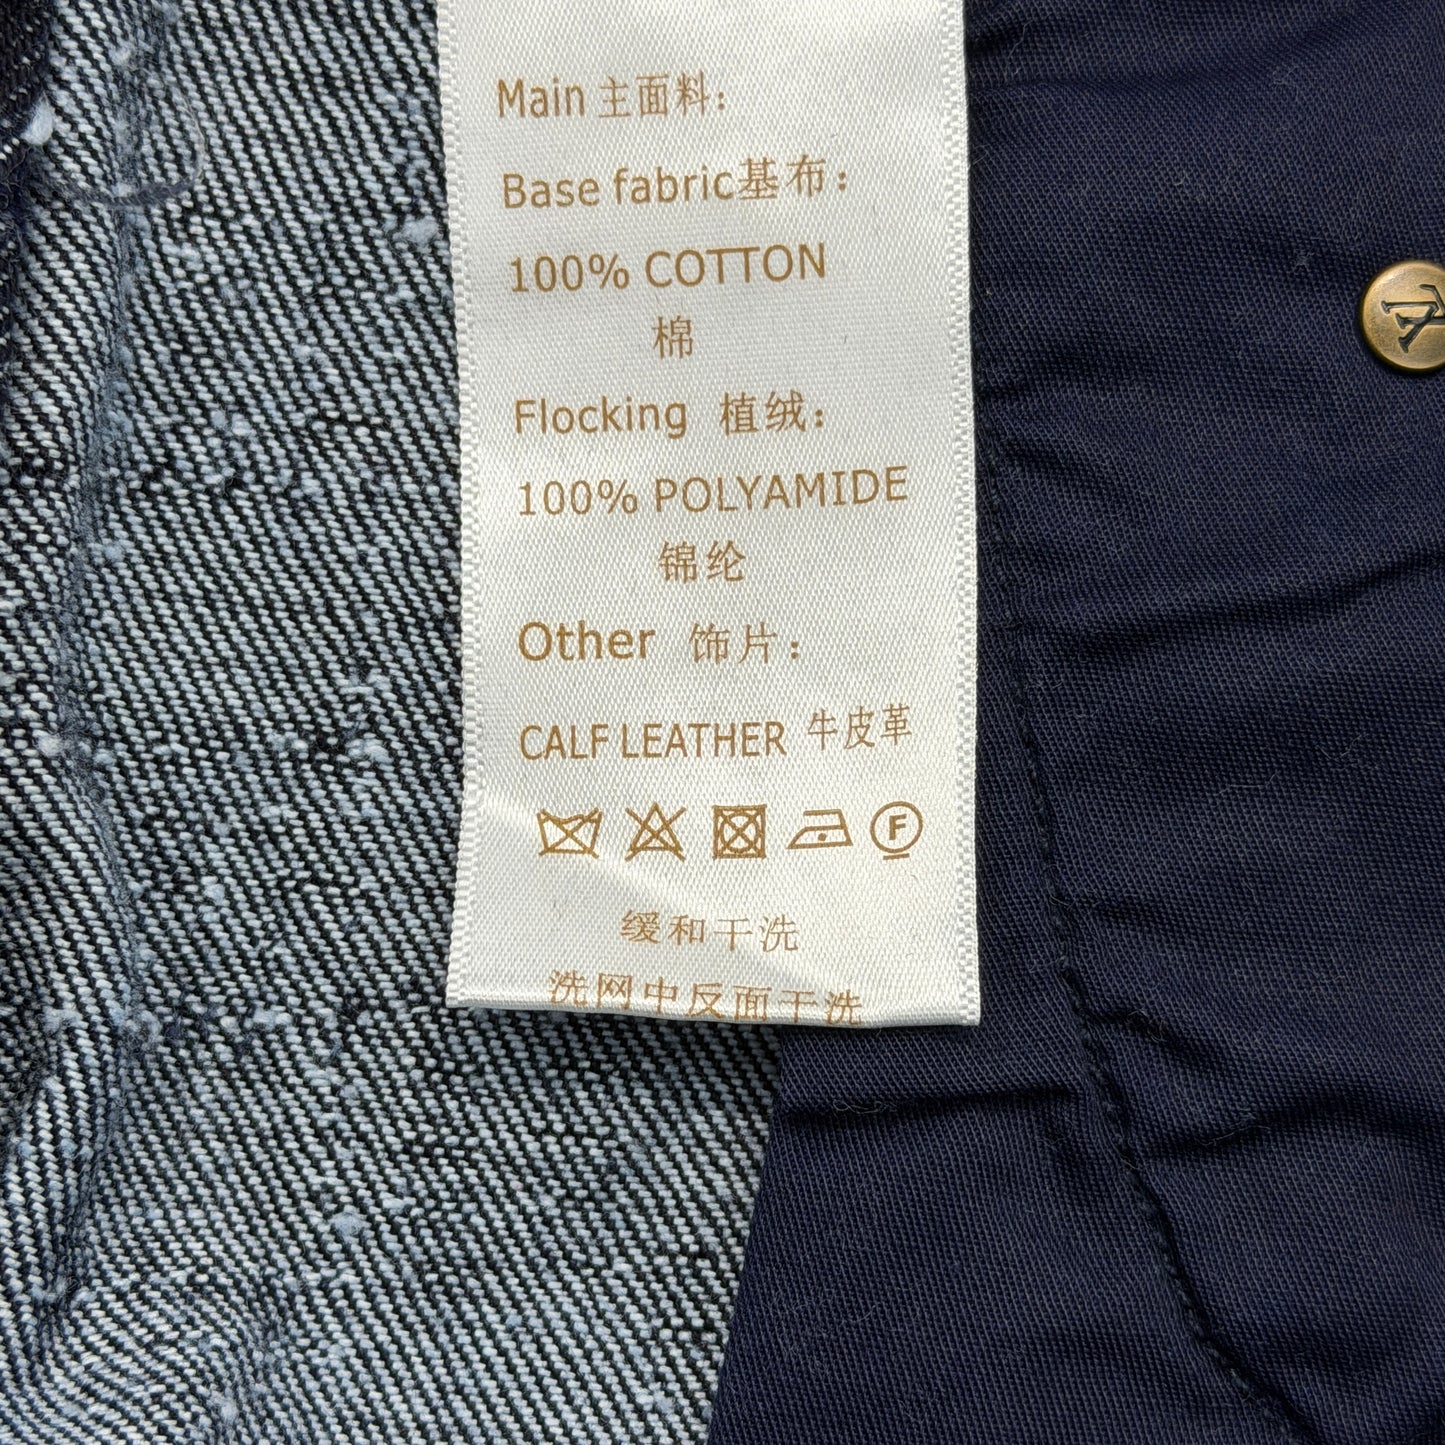 Main 主面料:
Base fabric基布:
100% COTTON
棉
Flocking 植绒:
100% POLYAMIDE
锦纶
Other 饰片:
CALF LEATHER 牛皮革
F
缓和干洗
洗网中反面干洗